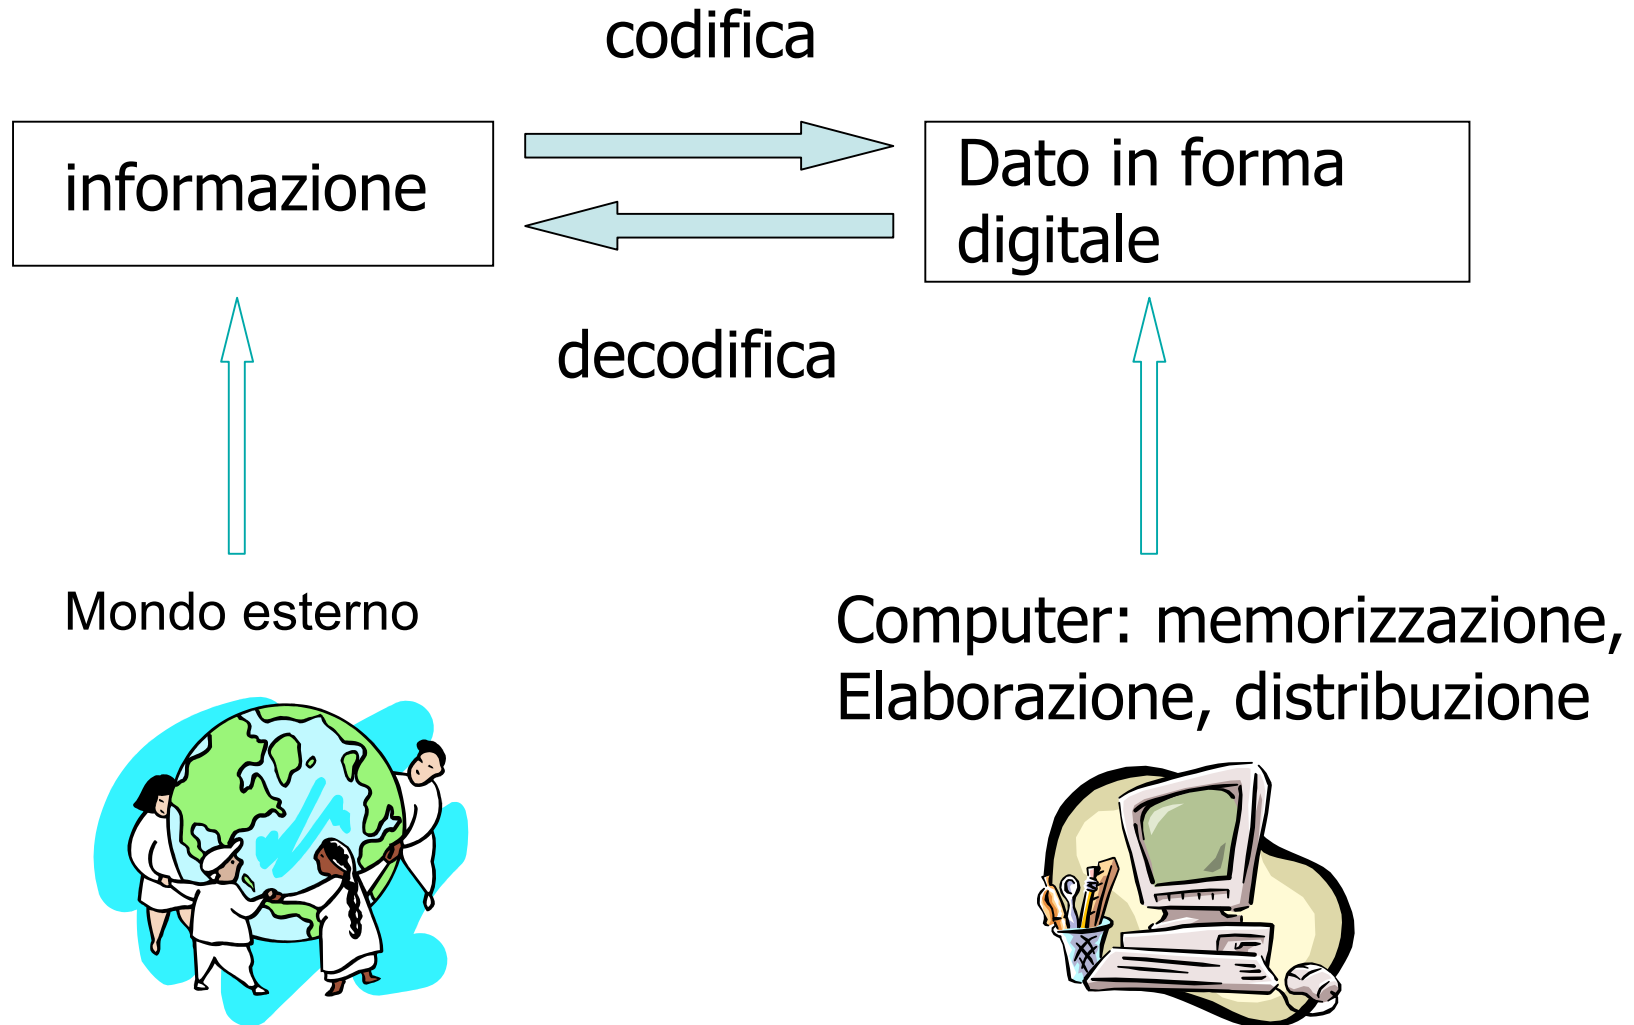 codifica
informazione
Dato in forma
digitale
decodifica
Mondo esterno
Computer: memorizzazione,
Elaborazione, distribuzione